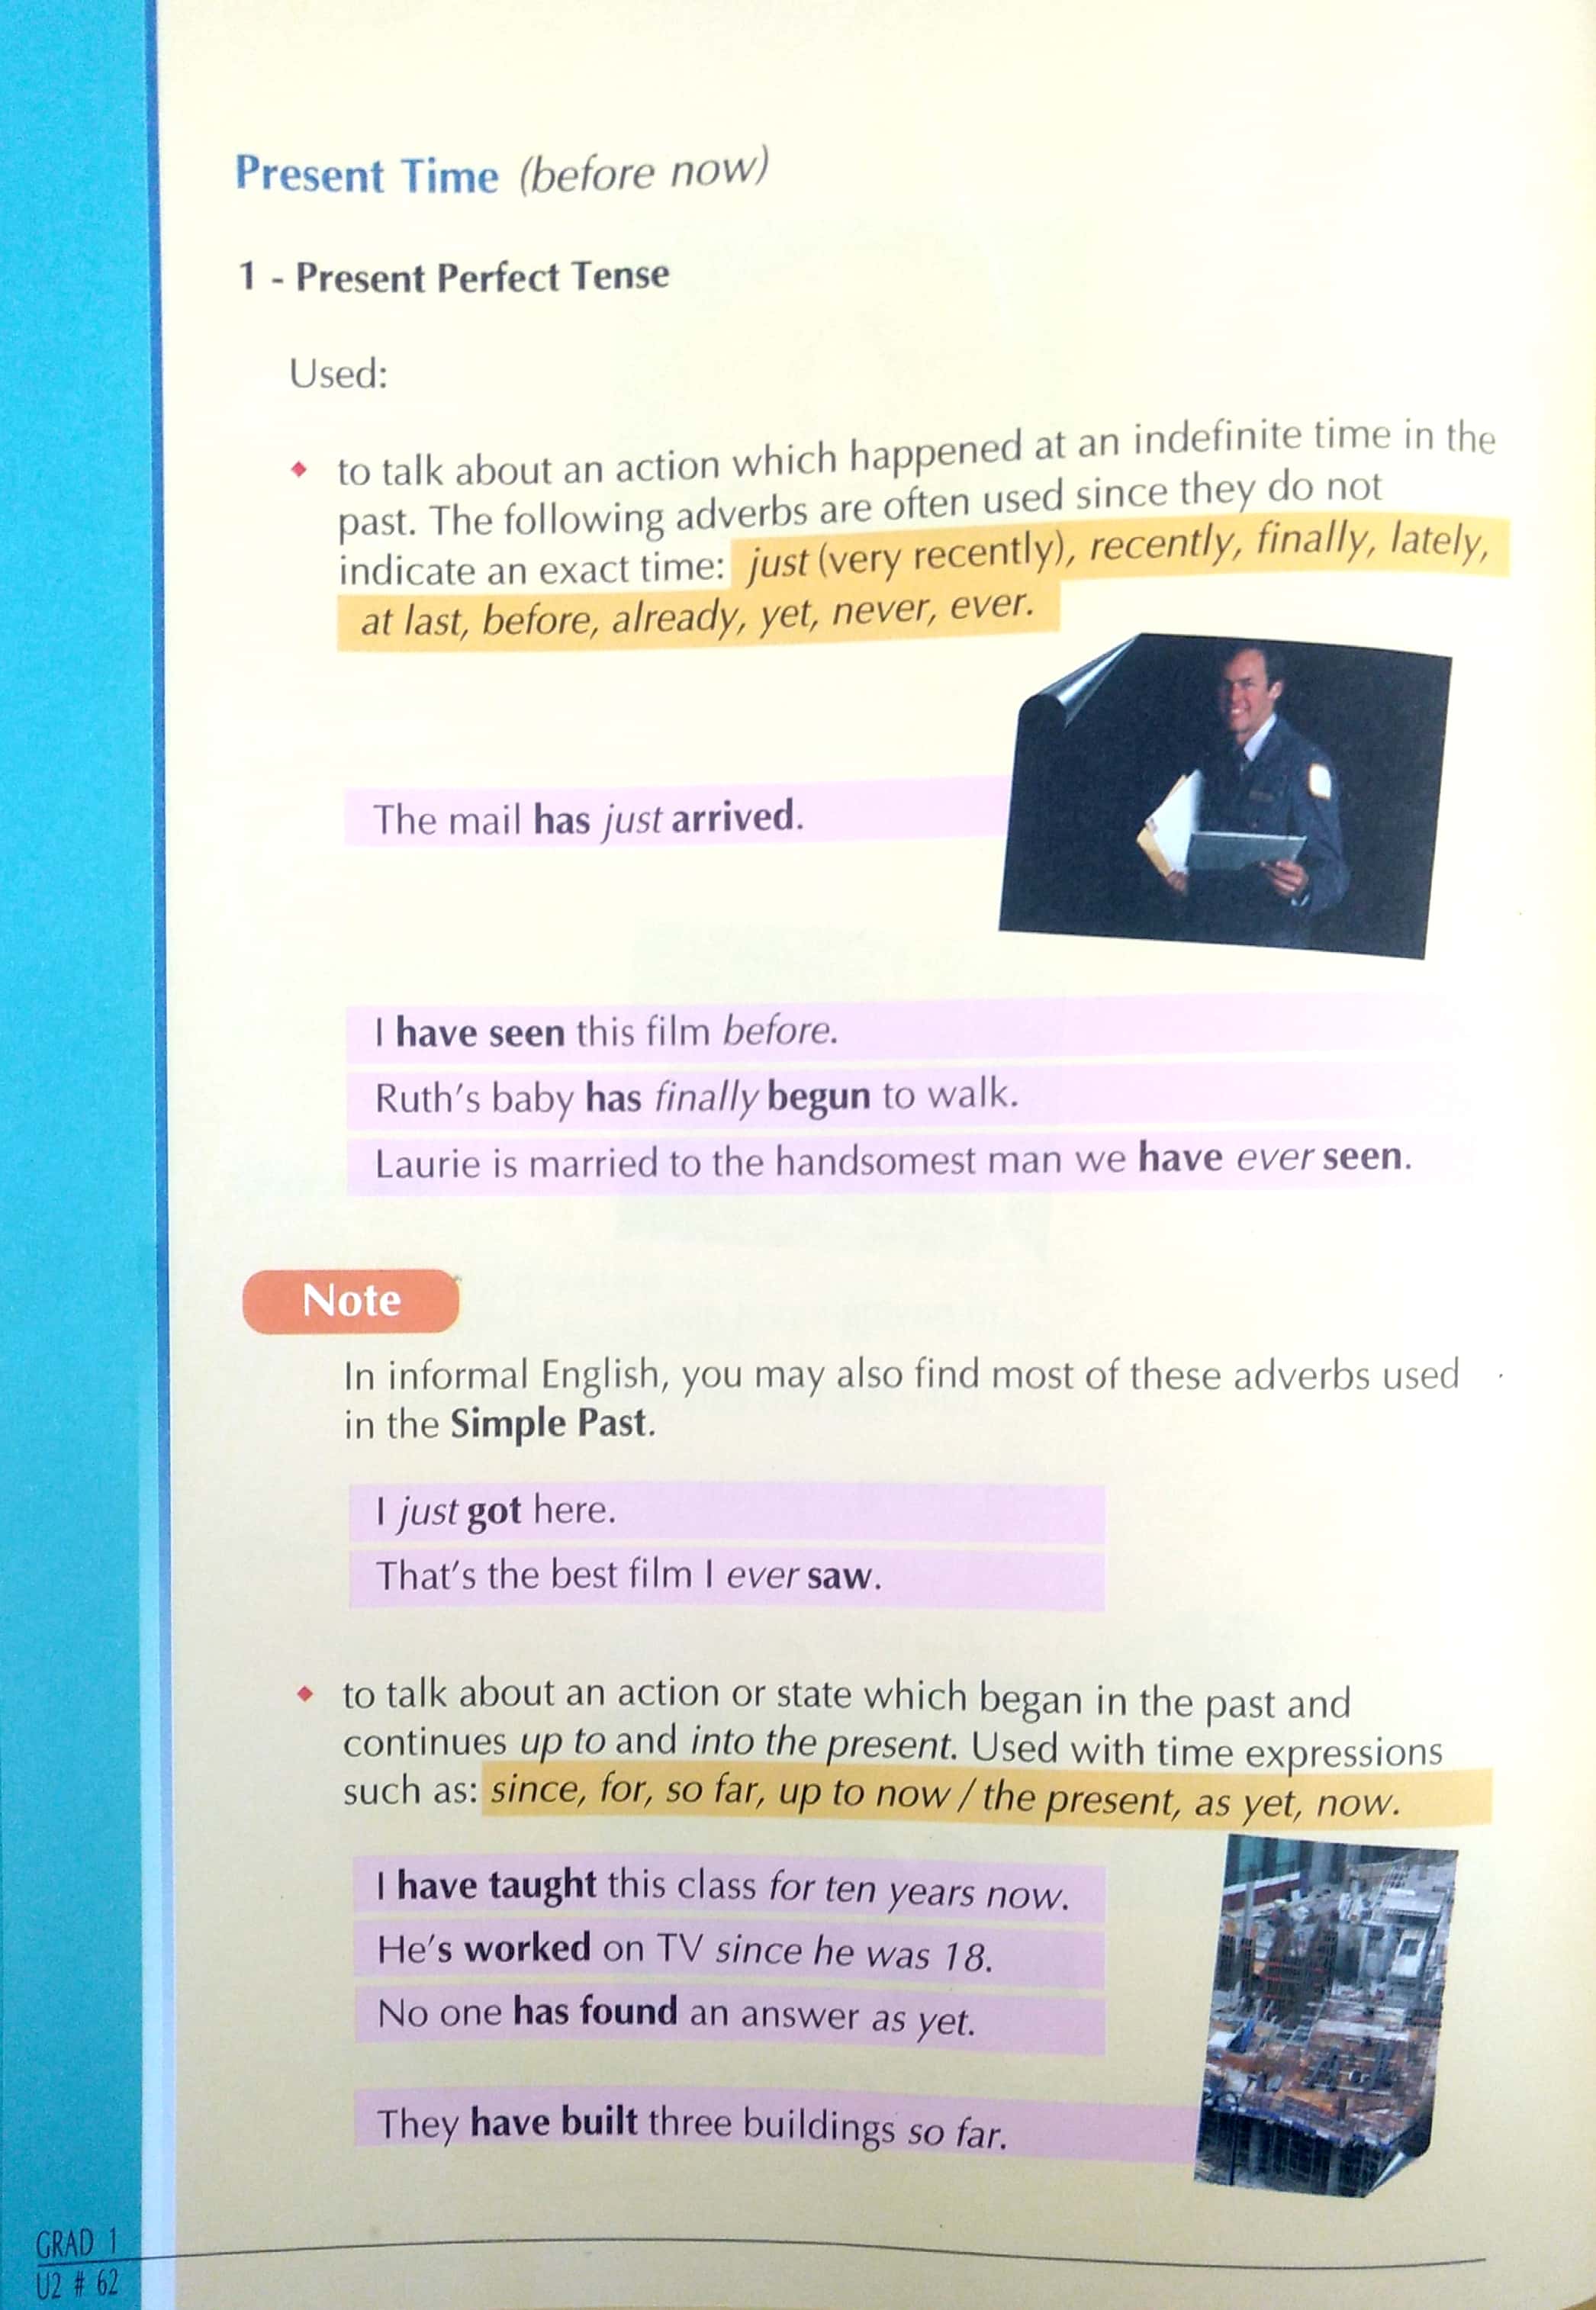 Present Time (before now)
1 - Present Perfect Tense
Used:
◆ to talk about an action which happened at an indefinite time in the
past. The following adverbs are often used since they do not
indicate an exact time: just (very recently), recently, finally, lately,
at last, before, already, yet, never, ever.
The mail has just arrived.
I have seen this film before.
Ruth's baby has finally begun to walk.
Laurie is married to the handsomest man we have ever seen.
Note
In informal English, you may also find most of these adverbs used
in the Simple Past.
I just got here.
That's the best film I ever saw.
◆ to talk about an action or state which began in the past and
continues up to and into the present. Used with time expressions
such as: since, for, so far, up to now / the present, as yet, now.
I have taught this class for ten years now.
He's worked on TV since he was 18.
No one has found an answer as yet.
They have built three buildings so far.
GRAD 1
U2 # 62